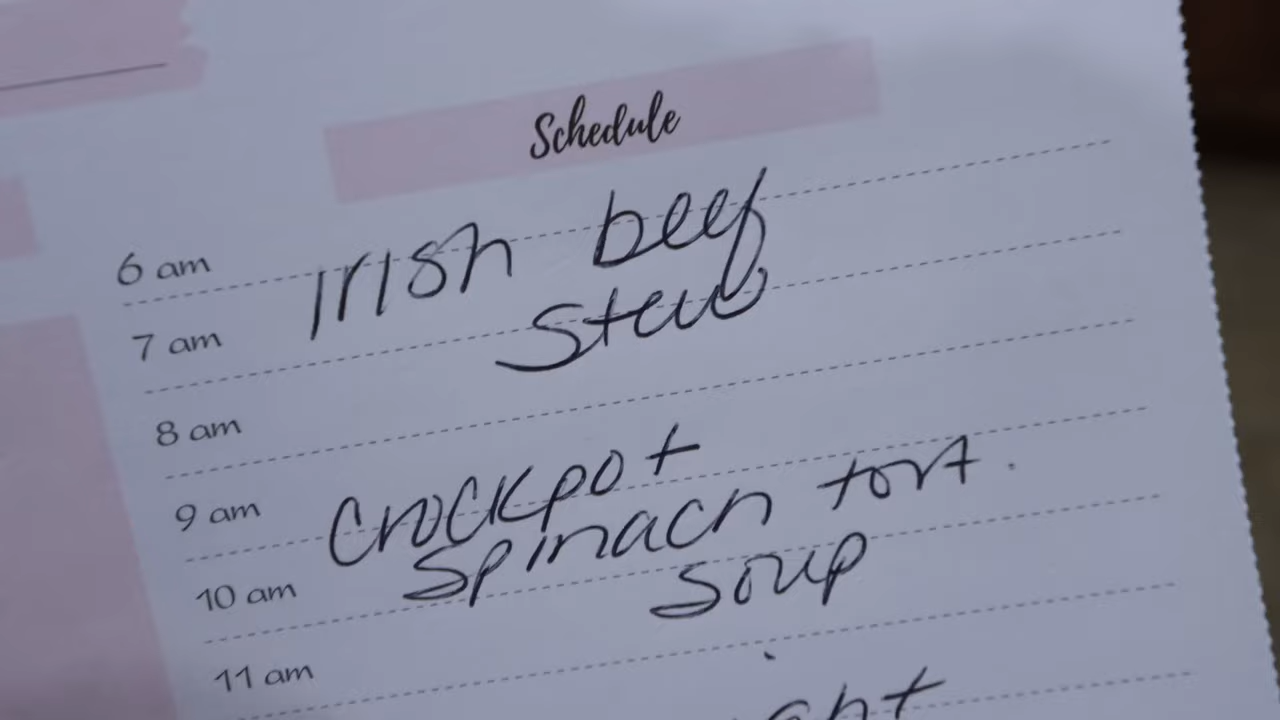 Schedule
6 am
Irish beef
7 am
Stew
8 am
9 am
Crockpot
10 am
Spinach tort.
Soup
11 am